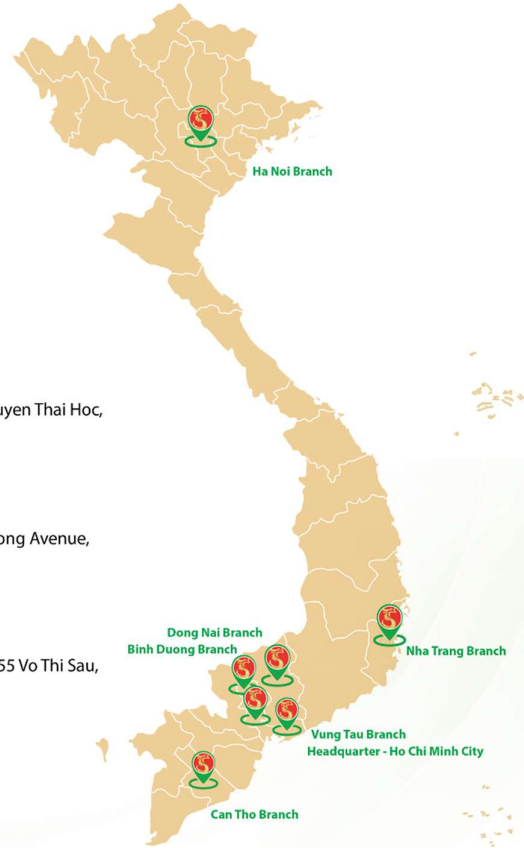 Ha Noi Branch
uyen Thai Hoc,
ong Avenue,
Dong Nai Branch
Binh Duong Branch
Nha Trang Branch
55 Vo Thi Sau,
Vung Tau Branch
Headquarter - Ho Chi Minh City
Can Tho Branch